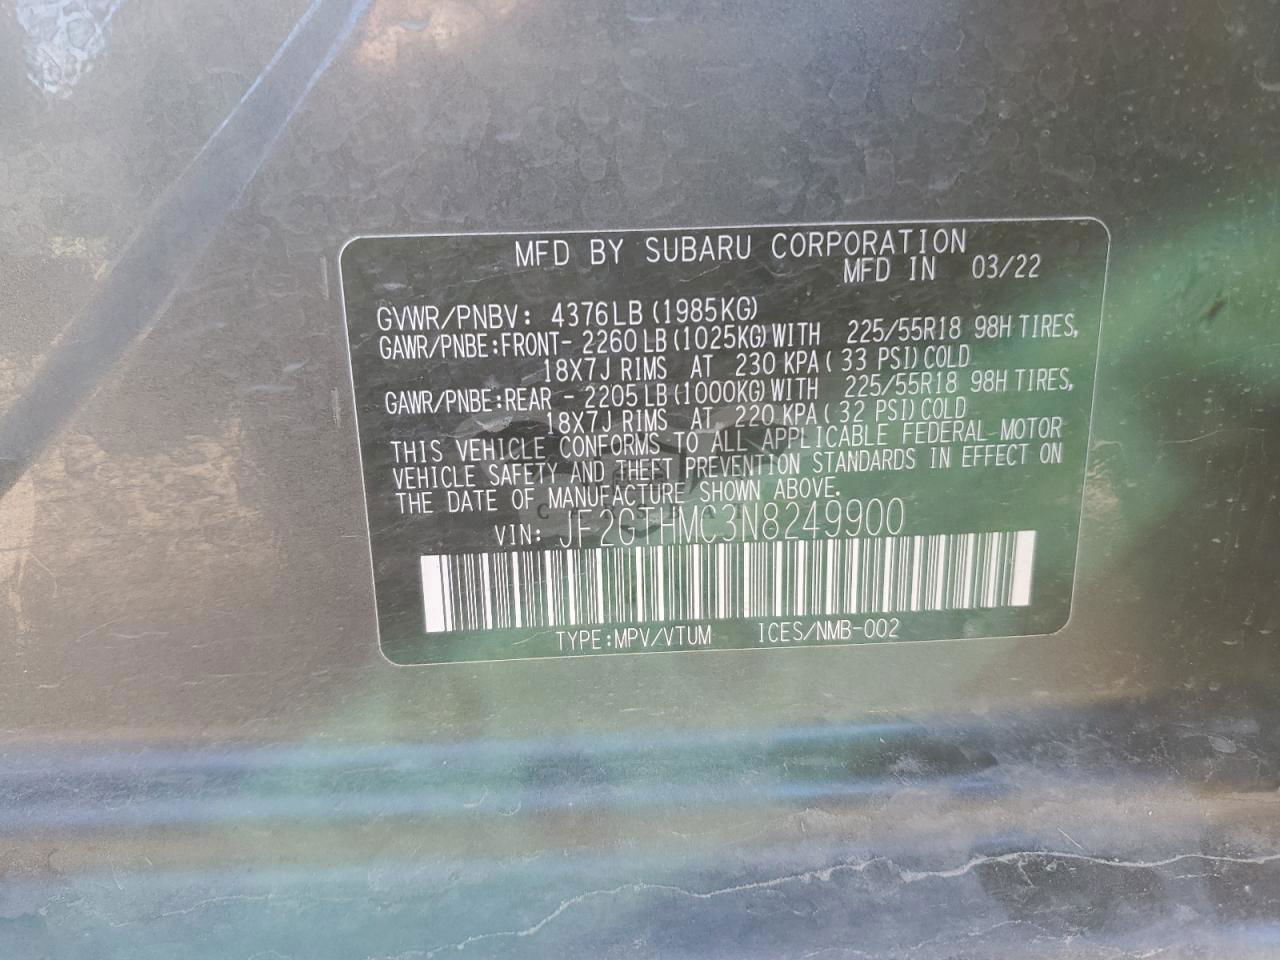 MFD BY SUBARU CORPORATION
MFD IN 03/22
GVWR/PNBV: 4376LB (1985KG)
GAWR/PNBE:FRONT- 2260 LB (1025KG) WITH 225/55R18 98H TIRES,
18X7J RIMS AT 230 KPA ( 33 PSI) COLD
GAWR/PNBE:REAR - 2205 LB (1000KG) WITH 225/55R18 98H TIRES,
18X7J RIMS AT 220 KPA ( 32 PSI) COLD
THIS VEHICLE CONFORMS TO ALL APPLICABLE FEDERAL MOTOR
VEHICLE SAFETY AND THEFT PREVENTION STANDARDS IN EFFECT ON
THE DATE OF MANUFACTURE SHOWN ABOVE.
VIN: JF2GTHMC3N8249900
TYPE:MPV/VTUM ICES/NMB-002